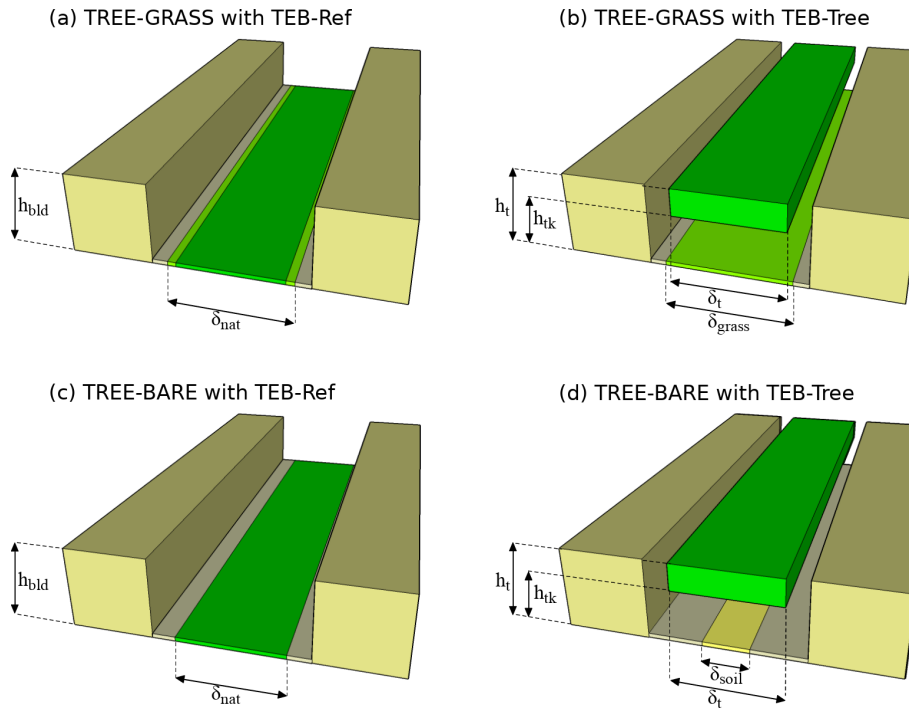 (a) TREE-GRASS with TEB-Ref
(b) TREE-GRASS with TEB-Tree
h_bld
δ_nat
h_t
h_tk
δ_t
δ_grass
(c) TREE-BARE with TEB-Ref
(d) TREE-BARE with TEB-Tree
h_bld
δ_nat
h_t
h_tk
δ_soil
δ_t